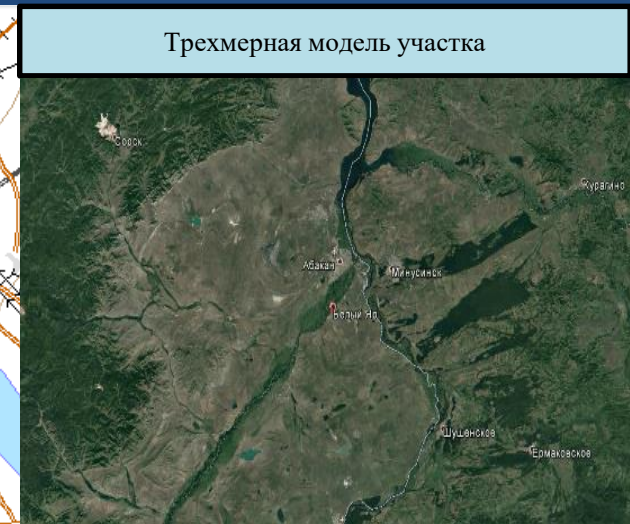 Трехмерная модель участка
Сорск
Курагино
Абакан
Минусинск
Белый Яр
Шушенское
Ермаковское